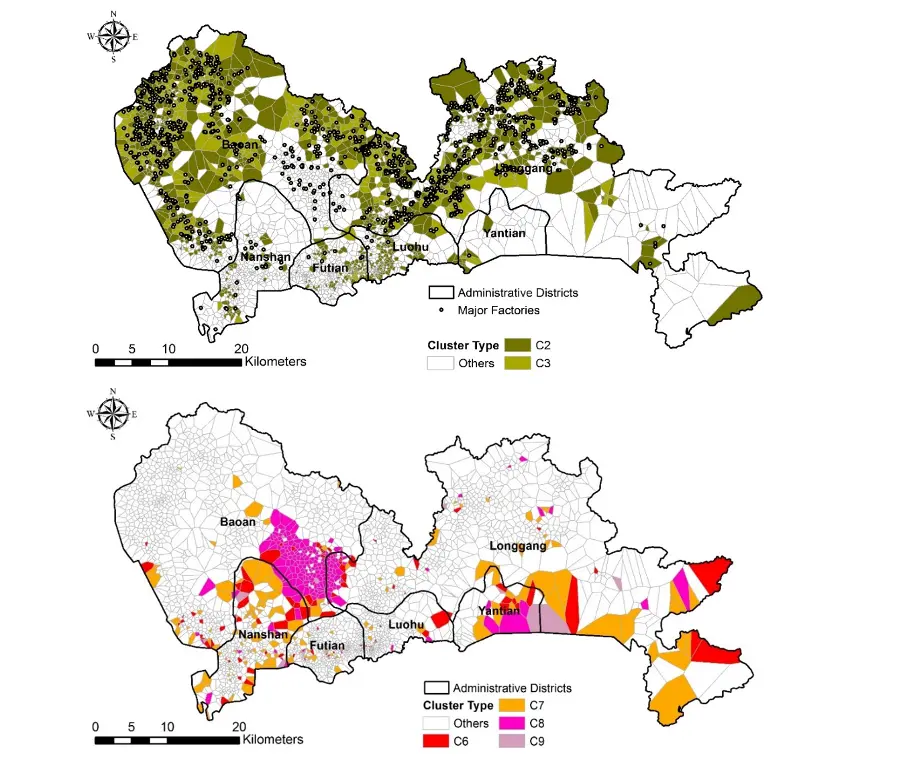 N
W E
S
Baoan
Longgang
Nanshan
Futian
Luohu
Yantian
Administrative Districts
Major Factories
Cluster Type C2
Others C3
0 5 10 20
Kilometers
N
W E
S
Baoan
Longgang
Nanshan
Futian
Luohu
Yantian
Administrative Districts
Cluster Type C7
Others C8
C6 C9
0 5 10 20
Kilometers